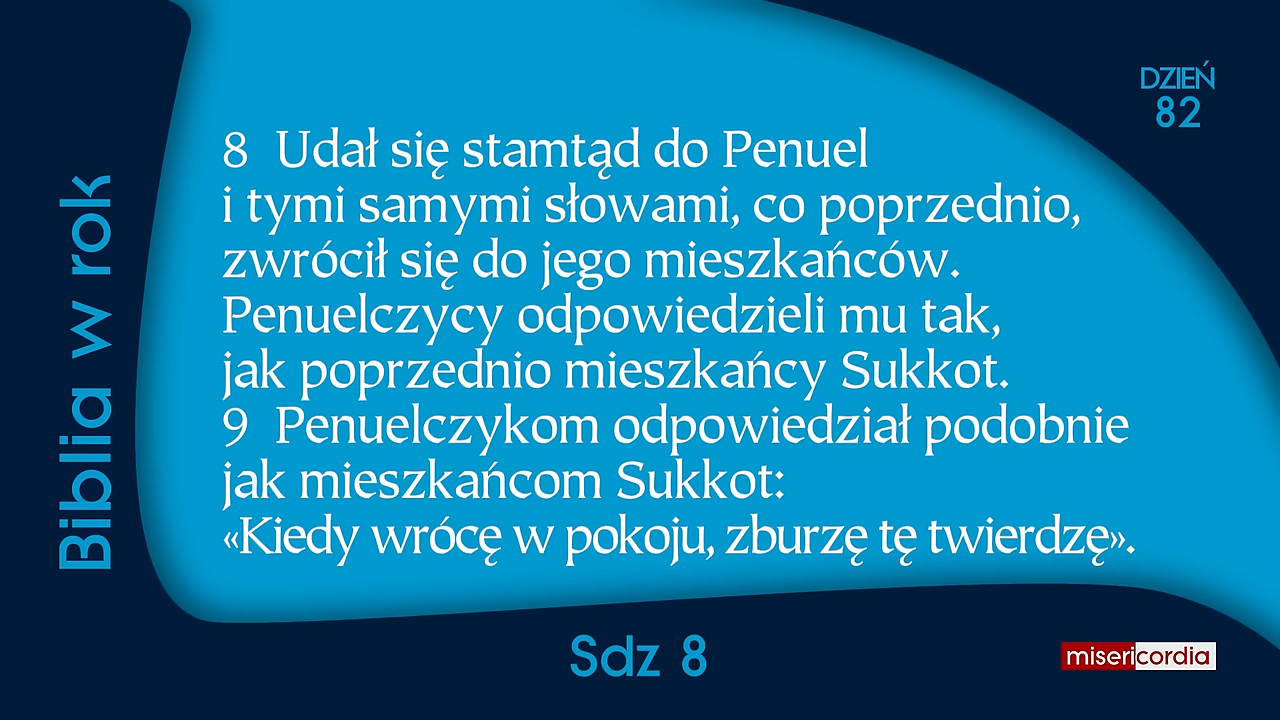 DZIEŃ
82
8 Udał się stamtąd do Penuel
i tymi samymi słowami, co poprzednio,
zwrócił się do jego mieszkańców.
Penuelczycy odpowiedzieli mu tak,
jak poprzednio mieszkańcy Sukkot.
9 Penuelczykom odpowiedział podobnie
jak mieszkańcom Sukkot:
«Kiedy wrócę w pokoju, zburzę tę twierdzę».
Biblia w rok
Sdz 8
misericordia